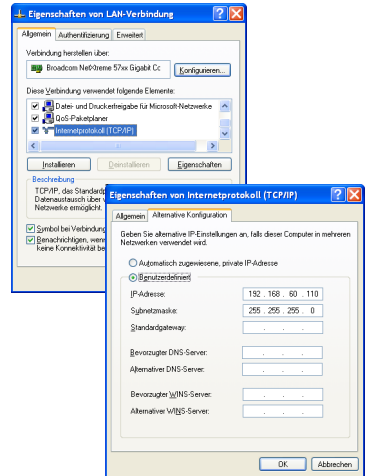 Eigenschaften von LAN-Verbindung
Allgemein Authentifizierung Erweitert
Verbindung herstellen über:
Broadcom NetXtreme 57xx Gigabit Cc
Konfigurieren...
Diese Verbindung verwendet folgende Elemente:
Datei- und Druckerfreigabe für Microsoft-Netzwerke
QoS-Paketplaner
Internetprotokoll (TCP/IP)
Installieren Deinstallieren Eigenschaften
Beschreibung
TCP/IP, das Standardp
Datenaustausch über v
Netzwerke ermöglicht.
Symbol bei Verbindung
Benachrichtigen, wenn
keine Konnektivität be
Eigenschaften von Internetprotokoll (TCP/IP)
Allgemein Alternative Konfiguration
Geben Sie alternative IP-Einstellungen an, falls dieser Computer in mehreren
Netzwerken verwendet wird.
Automatisch zugewiesene, private IP-Adresse
Benutzerdefiniert
IP-Adresse: 192 . 168 . 60 . 110
Subnetzmaske: 255 . 255 . 255 . 0
Standardgateway: . . .
Bevorzugter DNS-Server: . . .
Alternativer DNS-Server: . . .
Bevorzugter WINS-Server: . . .
Alternativer WINS-Server: . . .
OK Abbrechen